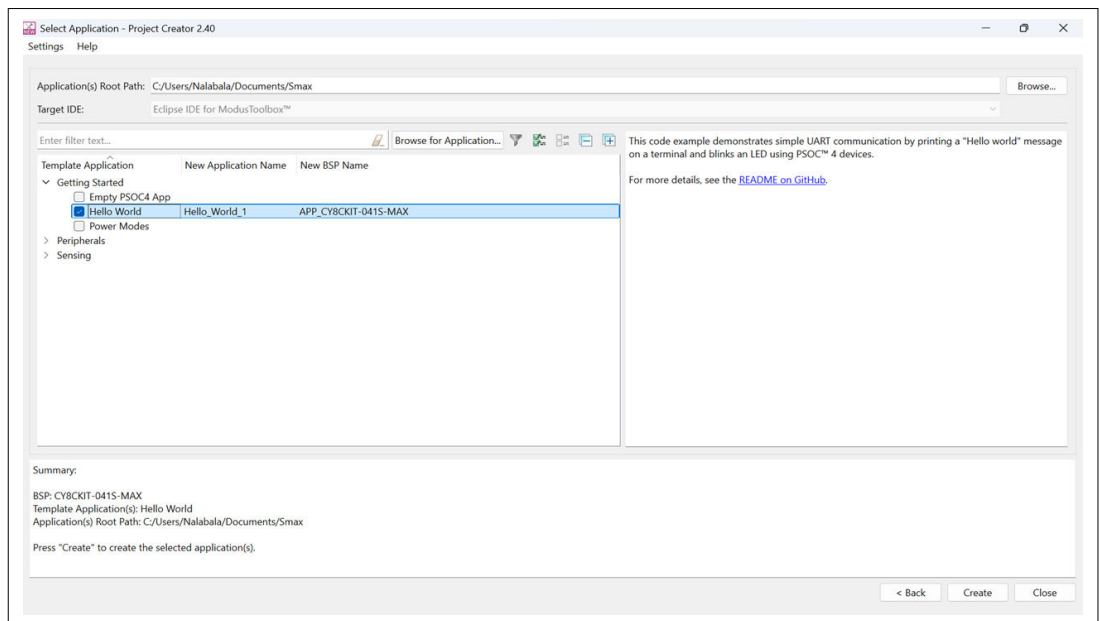 Select Application - Project Creator 2.40
Settings Help
Application(s) Root Path: C:/Users/Nalabala/Documents/Smax Browse...
Target IDE: Eclipse IDE for ModusToolbox™
Enter filter text... Browse for Application...
Template Application New Application Name New BSP Name
Getting Started
Empty PSOC4 App
Hello World Hello_World_1 APP_CY8CKIT-041S-MAX
Power Modes
Peripherals
Sensing
This code example demonstrates simple UART communication by printing a "Hello world" message
on a terminal and blinks an LED using PSOC™ 4 devices.
For more details, see the README on GitHub.
Summary:
BSP: CY8CKIT-041S-MAX
Template Application(s): Hello World
Application(s) Root Path: C:/Users/Nalabala/Documents/Smax
Press "Create" to create the selected application(s).
< Back Create Close